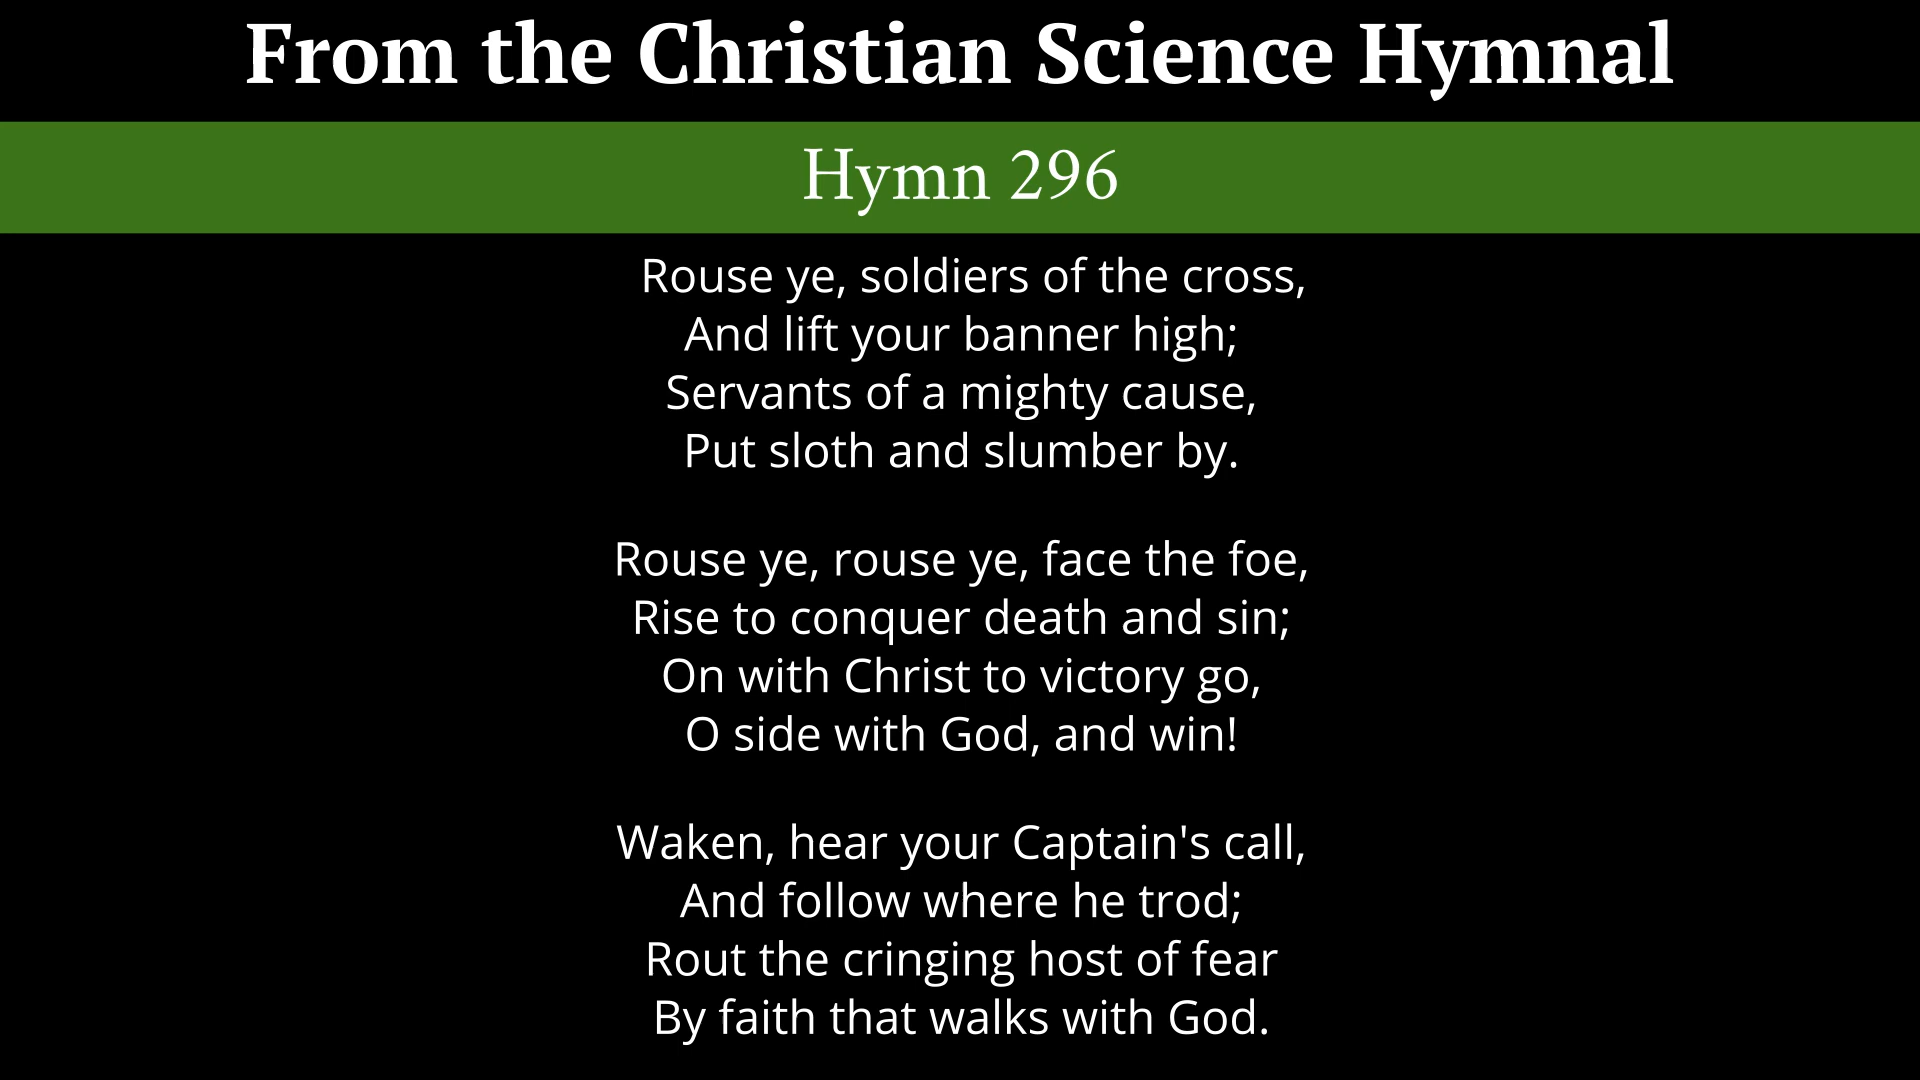 From the Christian Science Hymnal
Hymn 296
Rouse ye, soldiers of the cross,
And lift your banner high;
Servants of a mighty cause,
Put sloth and slumber by.
Rouse ye, rouse ye, face the foe,
Rise to conquer death and sin;
On with Christ to victory go,
O side with God, and win!
Waken, hear your Captain's call,
And follow where he trod;
Rout the cringing host of fear
By faith that walks with God.